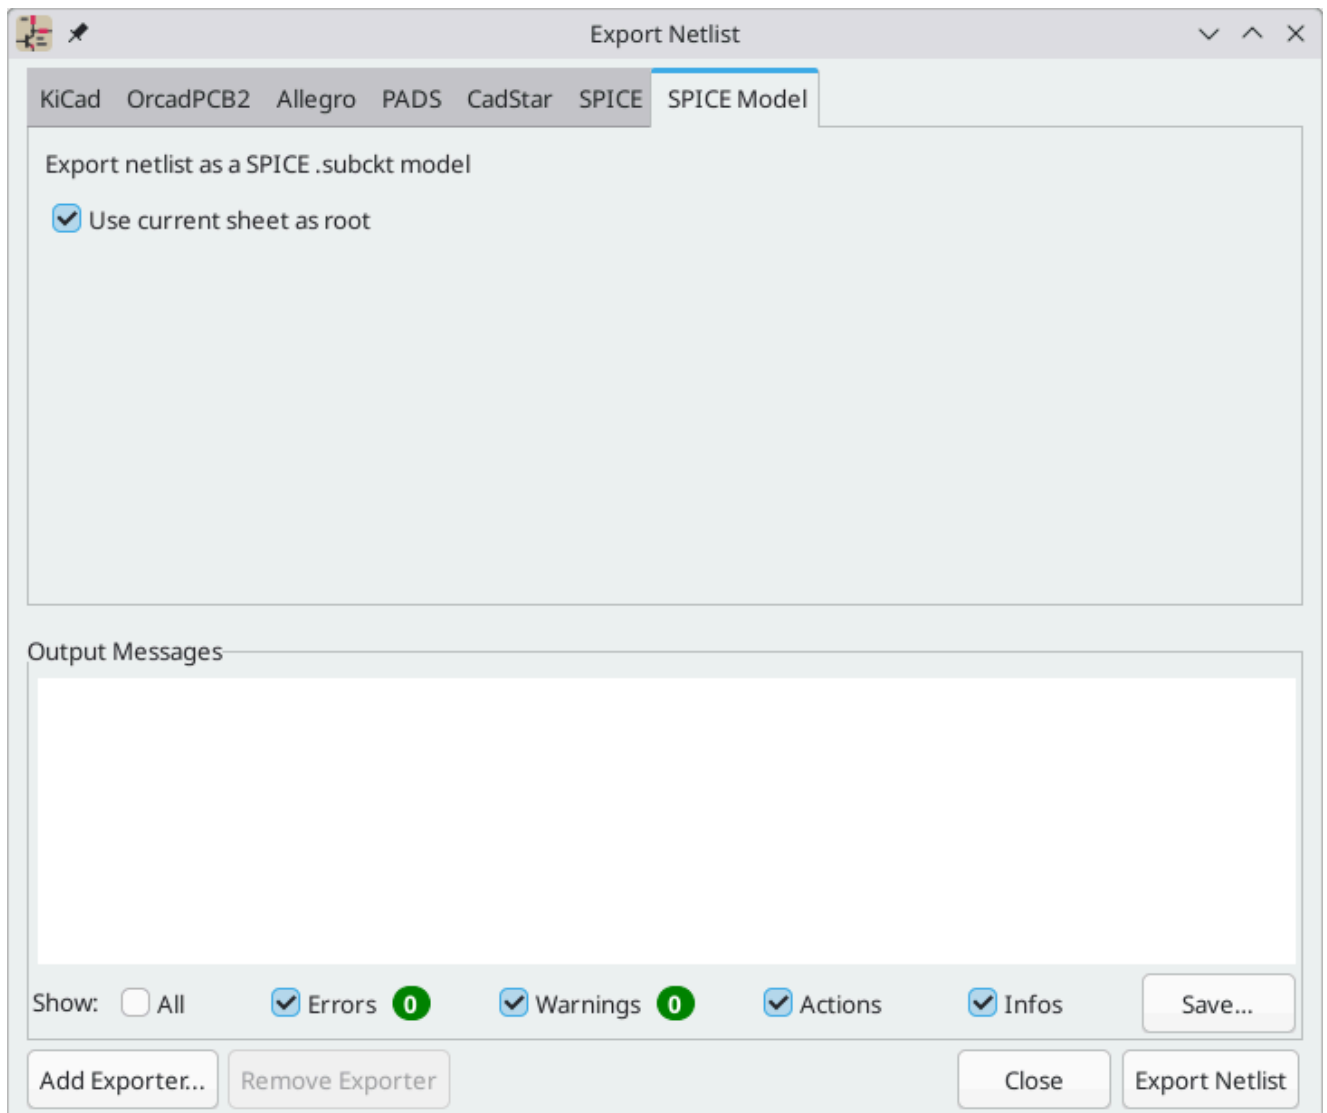 Export Netlist
KiCad OrcadPCB2 Allegro PADS CadStar SPICE SPICE Model
Export netlist as a SPICE .subckt model
Use current sheet as root
Output Messages
Show: All Errors 0 Warnings 0 Actions Infos Save...
Add Exporter... Remove Exporter Close Export Netlist